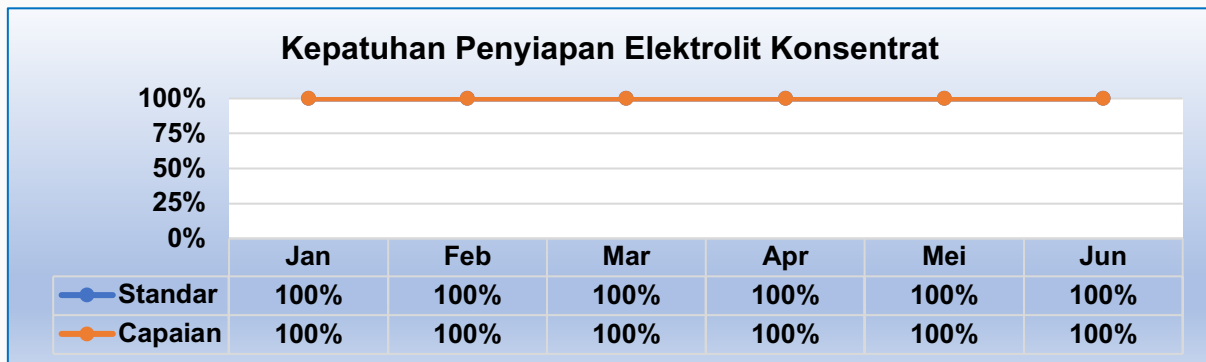 Kepatuhan Penyiapan Elektrolit Konsentrat
100%
75%
50%
25%
0%
Jan Feb Mar Apr Mei Jun
Standar 100% 100% 100% 100% 100% 100%
Capaian 100% 100% 100% 100% 100% 100%